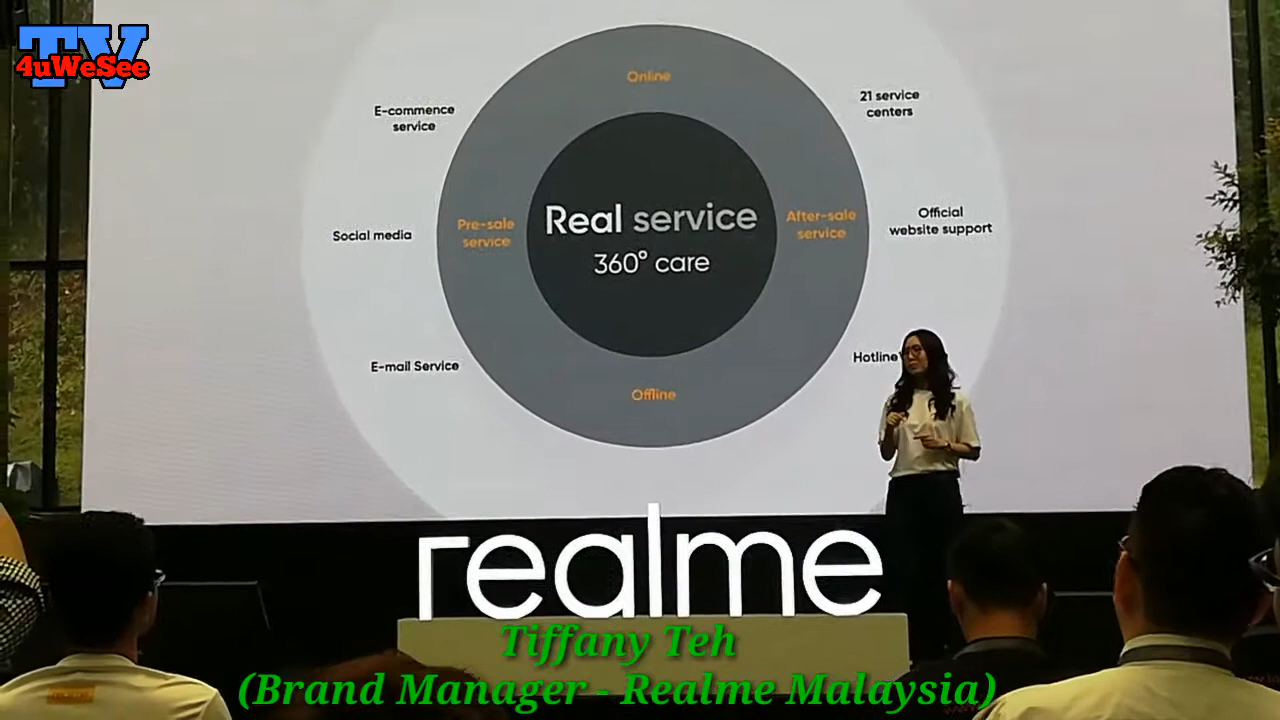 TV
4uWeSee
Online
E-commence
service
21 service
centers
Real service
360° care
Pre-sale
service
After-sale
service
Social media
Official
website support
E-mail Service
Hotline
Offline
realme
Tiffany Teh
(Brand Manager - Realme Malaysia)